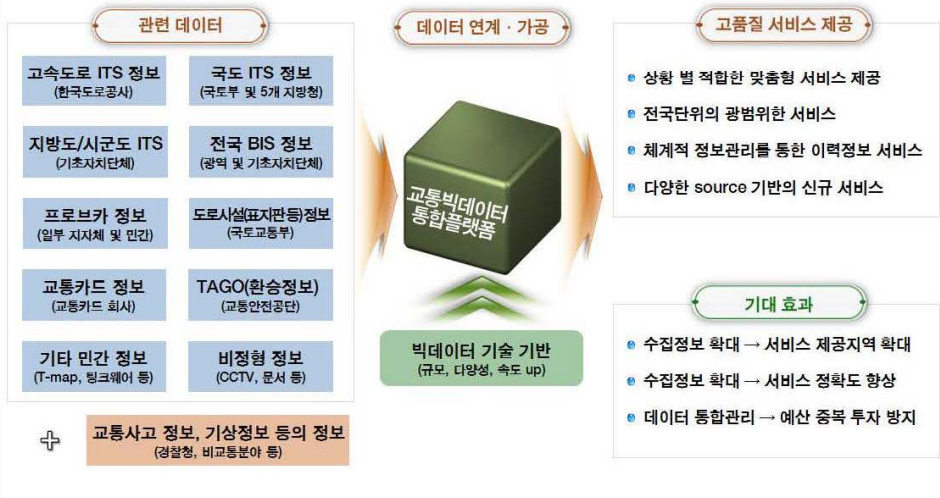 관련 데이터
고속도로 ITS 정보
(한국도로공사)
국도 ITS 정보
(국토부 및 5개 지방청)
지방도/시군도 ITS
(기초자치단체)
전국 BIS 정보
(광역 및 기초자치단체)
프로브카 정보
(일부 지자체 및 민간)
도로시설(표지판등)정보
(국토교통부)
교통카드 정보
(교통카드 회사)
TAGO(환승정보)
(교통안전공단)
기타 민간 정보
(T-map, 팅크웨어 등)
비정형 정보
(CCTV, 문서 등)
교통사고 정보, 기상정보 등의 정보
(경찰청, 비교통분야 등)
데이터 연계 · 가공
교통빅데이터
통합플랫폼
빅데이터 기술 기반
(규모, 다양성, 속도 up)
고품질 서비스 제공
상황 별 적합한 맞춤형 서비스 제공
전국단위의 광범위한 서비스
체계적 정보관리를 통한 이력정보 서비스
다양한 source 기반의 신규 서비스
기대 효과
수집정보 확대 → 서비스 제공지역 확대
수집정보 확대 → 서비스 정확도 향상
데이터 통합관리 → 예산 중복 투자 방지